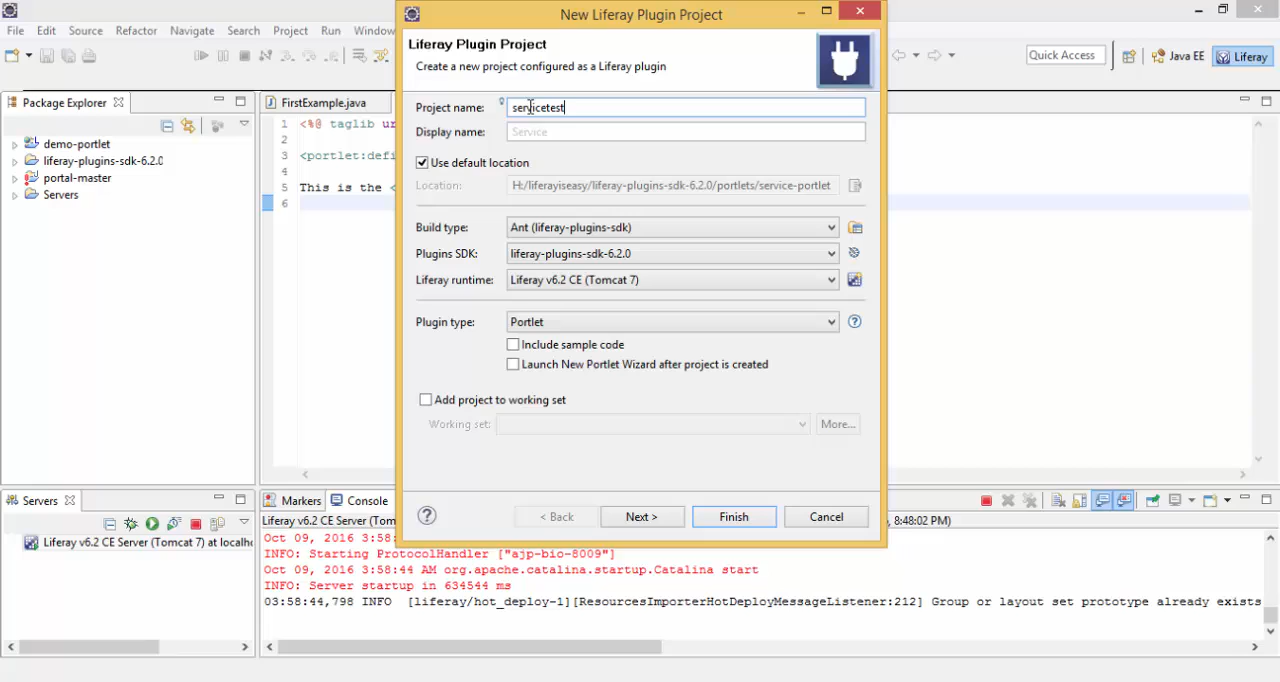 New Liferay Plugin Project
File Edit Source Refactor Navigate Search Project Run Window
Liferay Plugin Project
Create a new project configured as a Liferay plugin
Quick Access
Java EE
Liferay
Package Explorer
FirstExample.java
demo-portlet
liferay-plugins-sdk-6.2.0
portal-master
Servers
1 <%@ taglib
2
3 <portlet:def
4
5 This is the <
6
Project name: servicetest
Display name: Service
Use default location
Location: H:/liferayiseasy/liferay-plugins-sdk-6.2.0/portlets/service-portlet
Build type: Ant (liferay-plugins-sdk)
Plugins SDK: liferay-plugins-sdk-6.2.0
Liferay runtime: Liferay v6.2 CE (Tomcat 7)
Plugin type: Portlet
Include sample code
Launch New Portlet Wizard after project is created
Add project to working set
Working set: More...
< Back Next > Finish Cancel
Servers
Liferay v6.2 CE Server (Tomcat 7) at localho
Markers Console
Liferay v6.2 CE Server (Tom , 8:48:02 PM)
Oct 09, 2016 3:58:
INFO: Starting ProtocolHandler ["ajp-bio-8009"]
Oct 09, 2016 3:58:44 AM org.apache.catalina.startup.Catalina start
INFO: Server startup in 634544 ms
03:58:44,798 INFO [liferay/hot_deploy-1][ResourcesImporterHotDeployMessageListener:212] Group or layout set prototype already exists